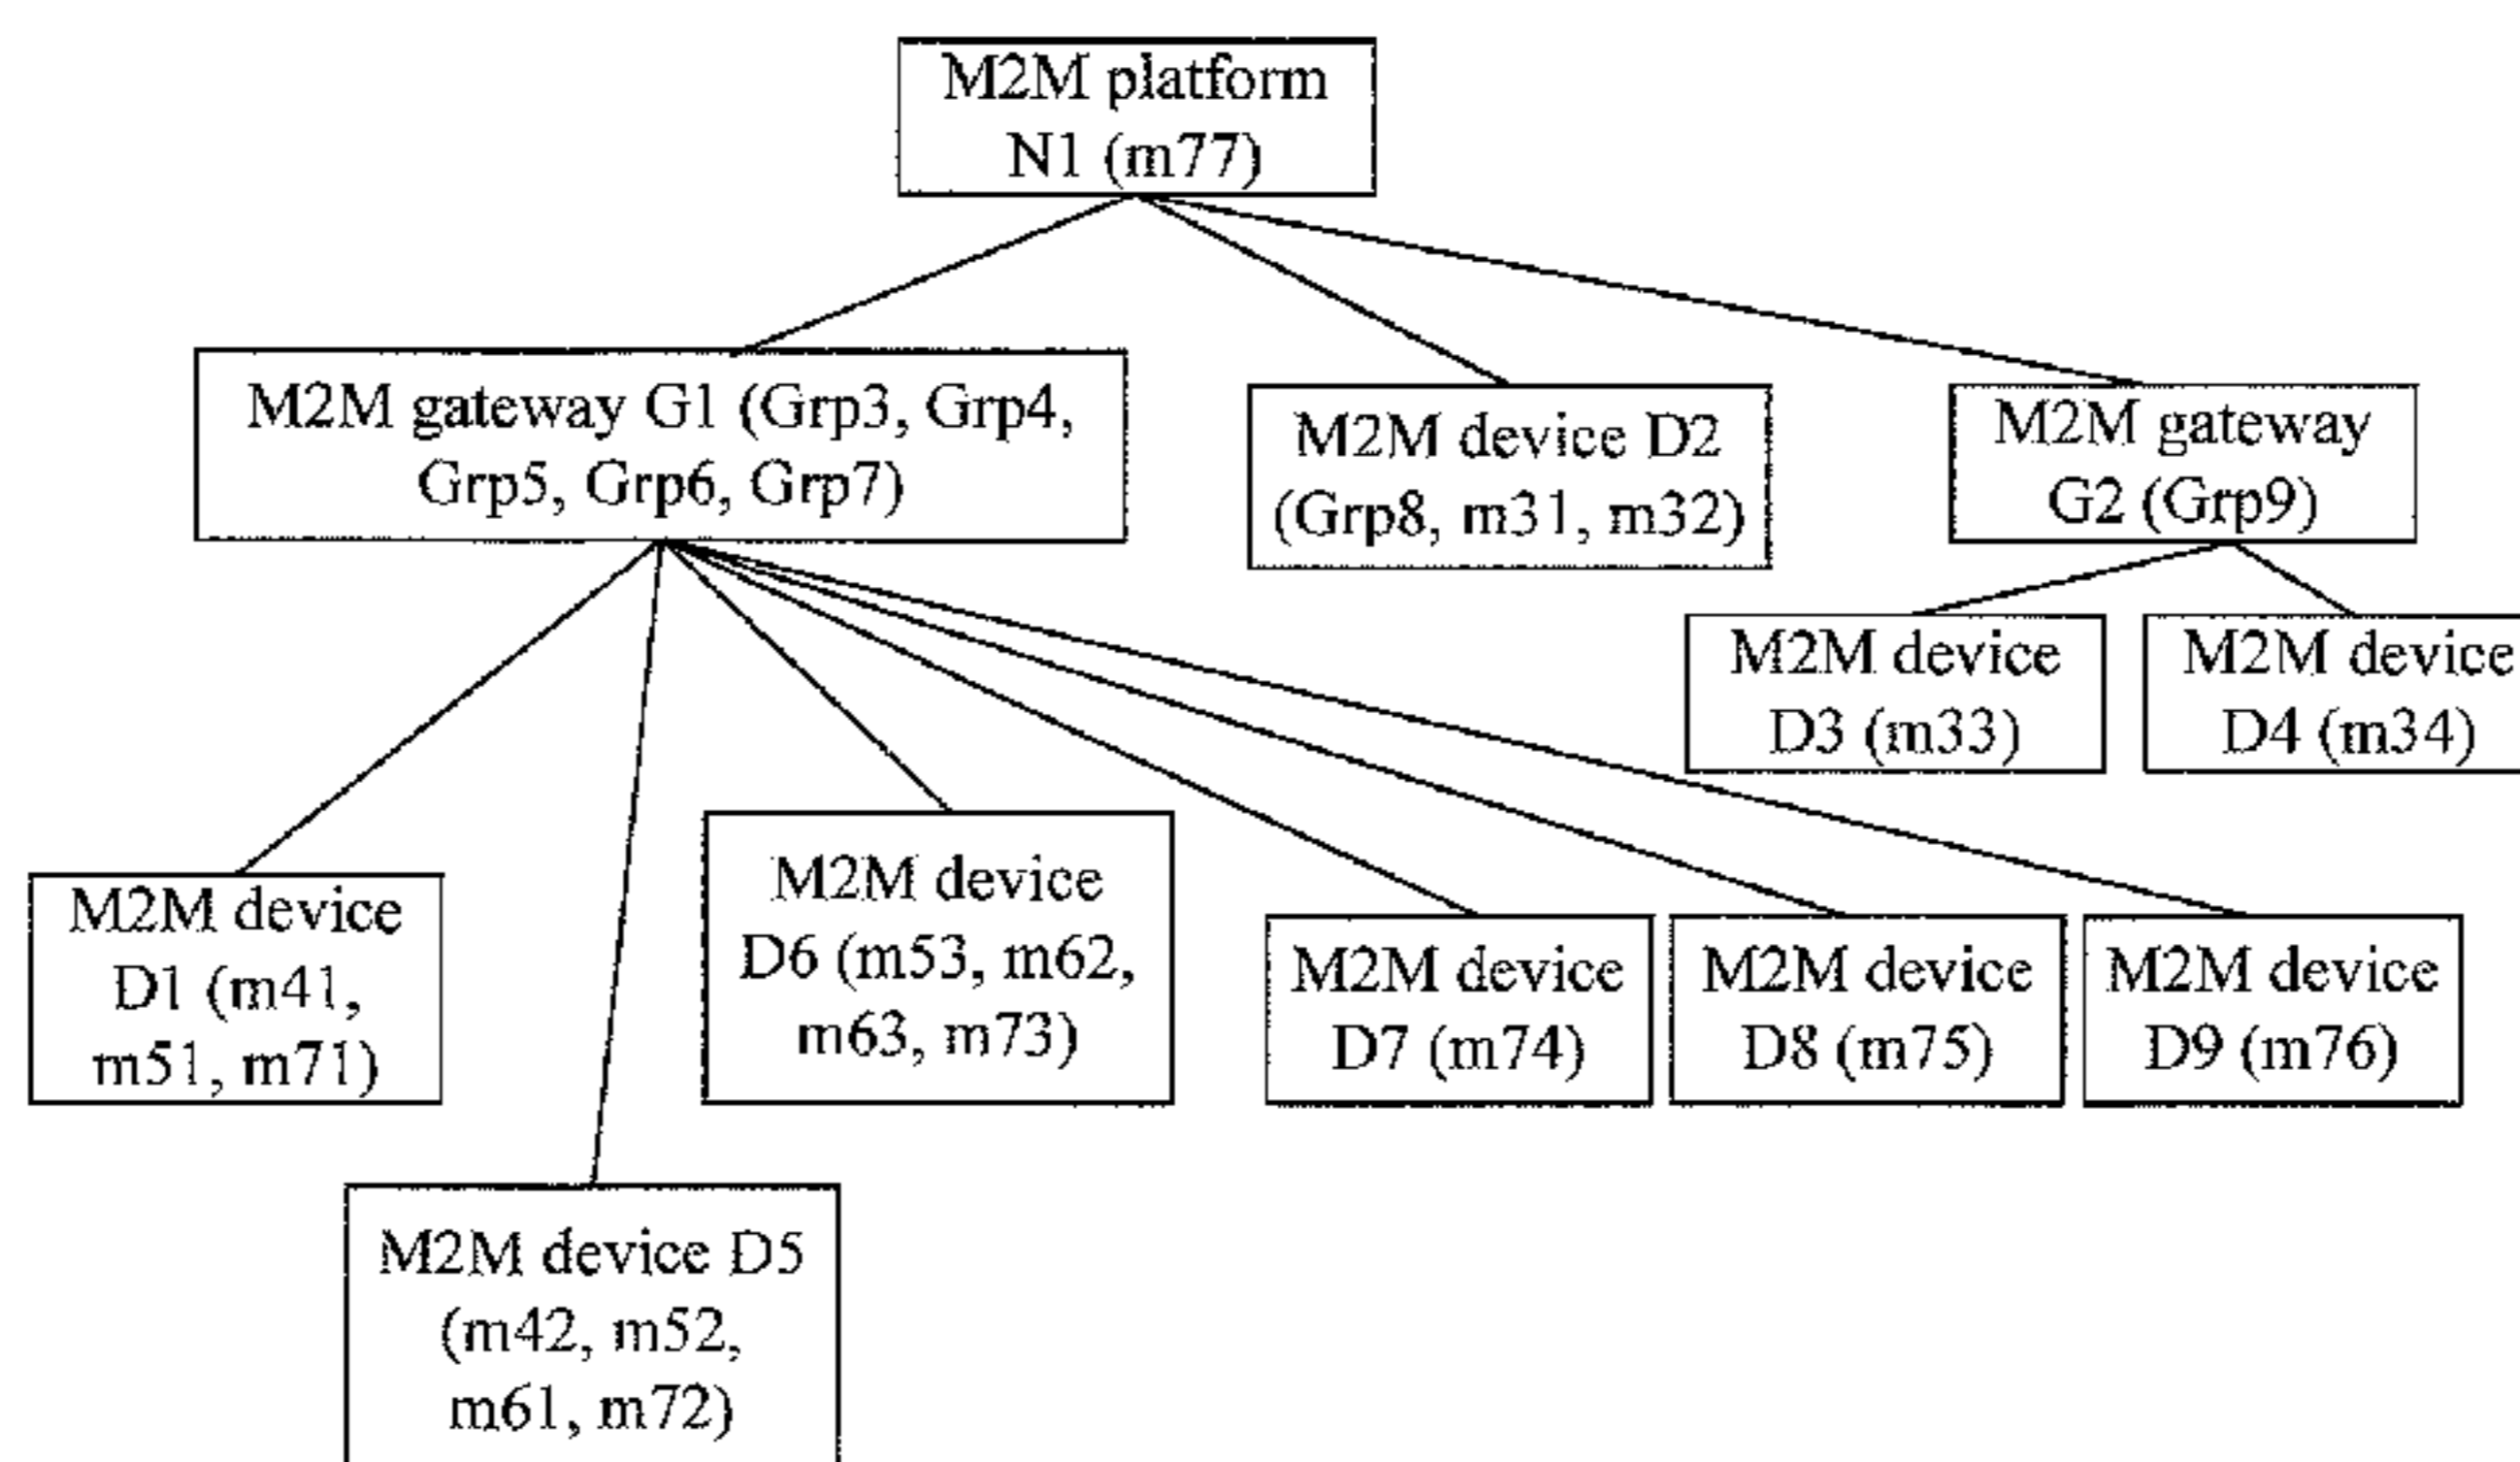 M2M platform
N1 (m77)
M2M gateway G1 (Grp3, Grp4,
Grp5, Grp6, Grp7)
M2M device D2
(Grp8, m31, m32)
M2M gateway
G2 (Grp9)
M2M device
D3 (m33)
M2M device
D4 (m34)
M2M device
D1 (m41,
m51, m71)
M2M device
D6 (m53, m62,
m63, m73)
M2M device
D7 (m74)
M2M device
D8 (m75)
M2M device
D9 (m76)
M2M device D5
(m42, m52,
m61, m72)